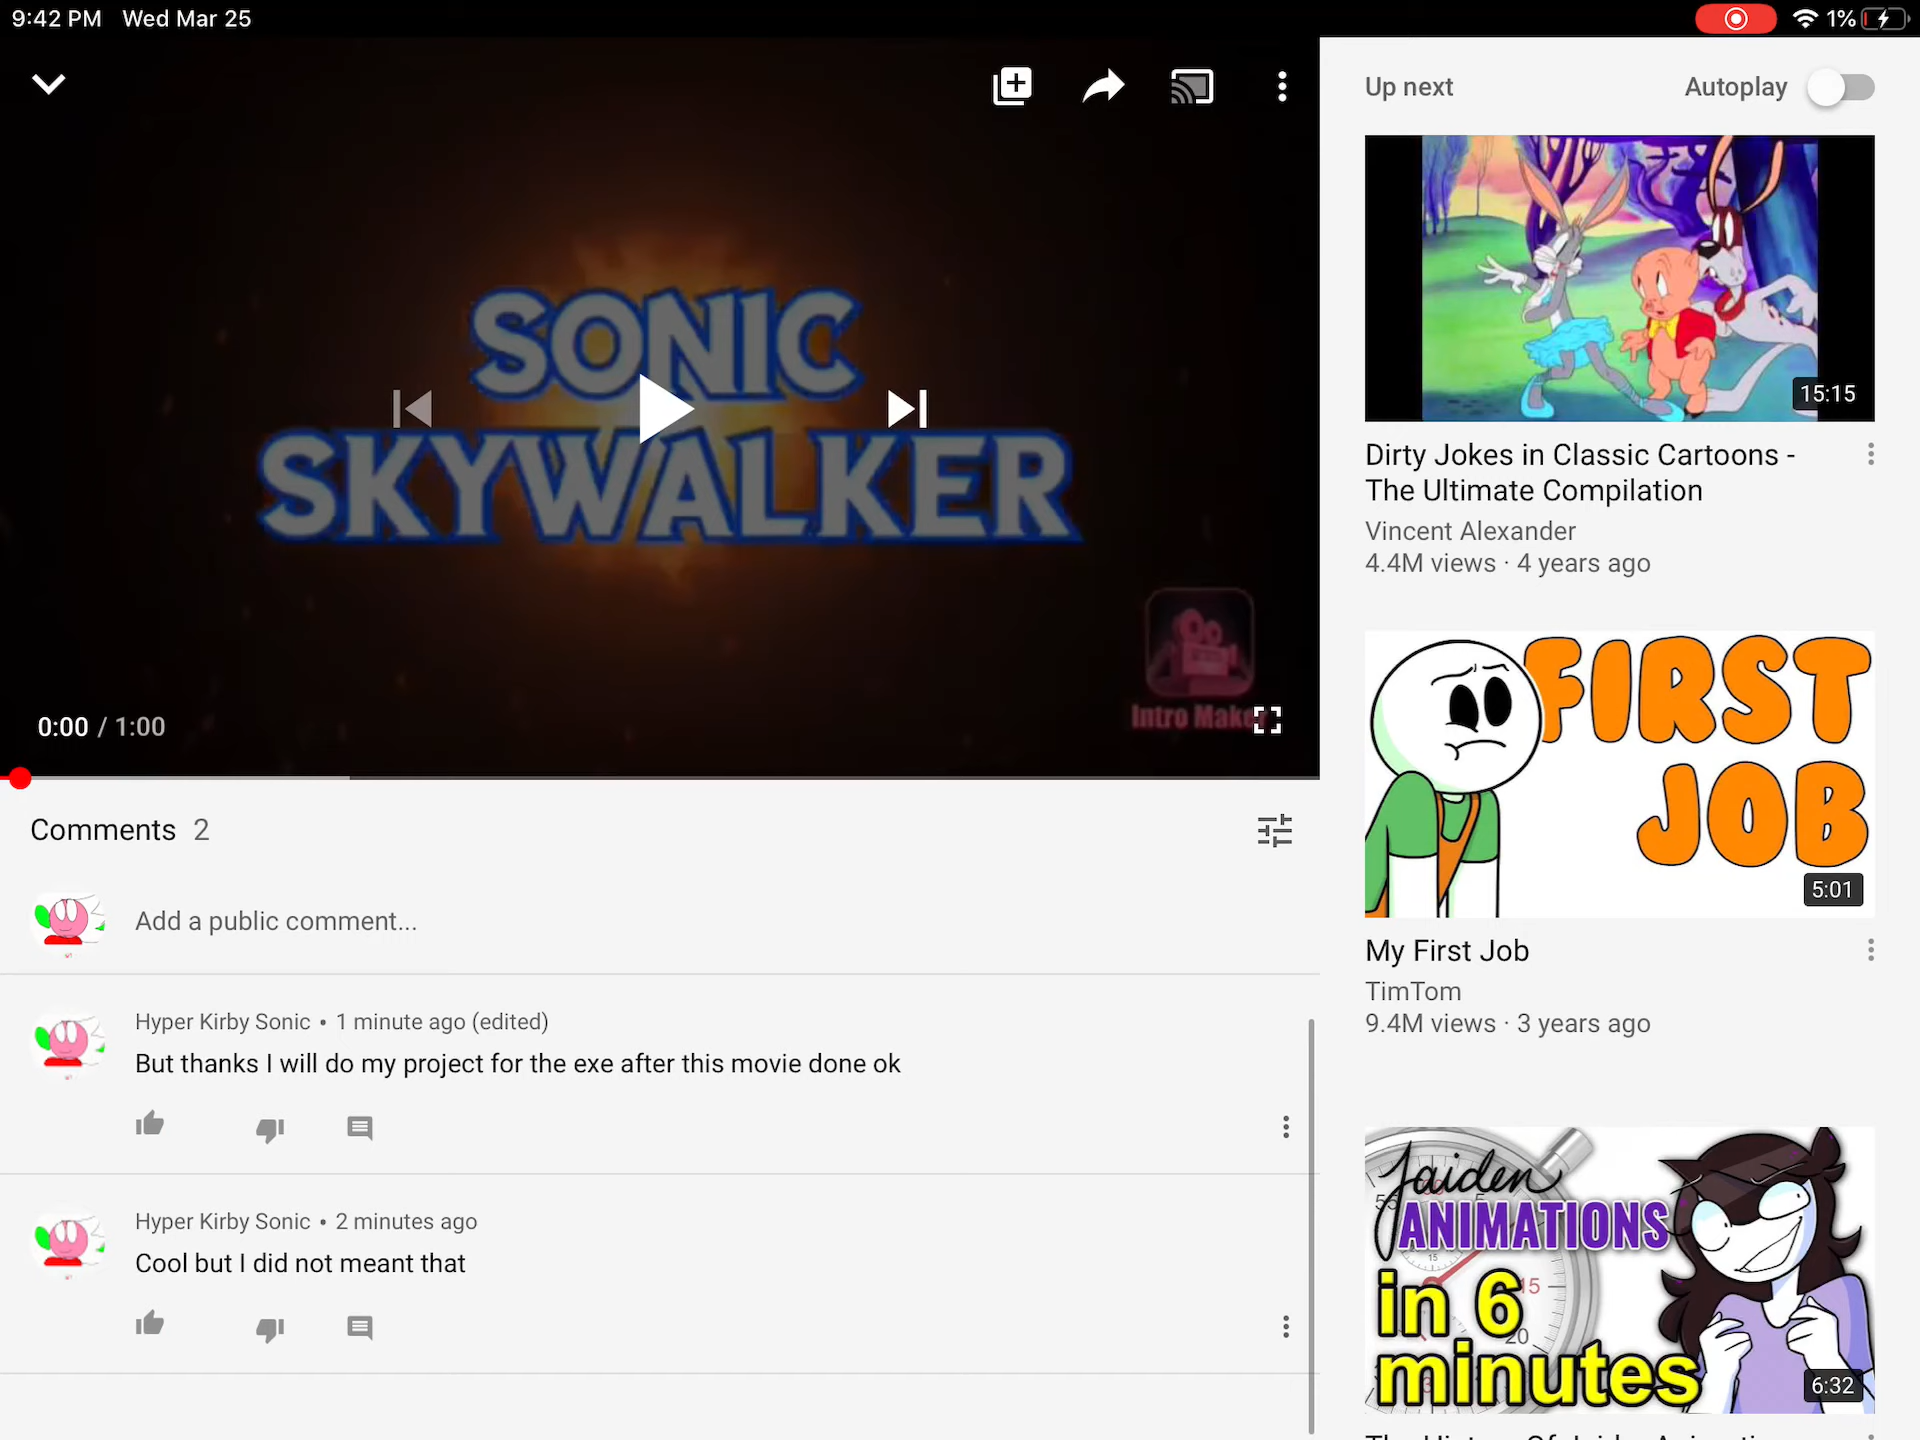 9:42 PM Wed Mar 25
1%
SONIC
SKYWALKER
Intro Make
0:00 / 1:00
Comments 2
Add a public comment...
Hyper Kirby Sonic • 1 minute ago (edited)
But thanks I will do my project for the exe after this movie done ok
Hyper Kirby Sonic • 2 minutes ago
Cool but I did not meant that
Up next
Autoplay
15:15
Dirty Jokes in Classic Cartoons -
The Ultimate Compilation
Vincent Alexander
4.4M views · 4 years ago
FIRST
JOB
5:01
My First Job
TimTom
9.4M views · 3 years ago
Jaiden
ANIMATIONS
in 6
minutes
15
20
6:32